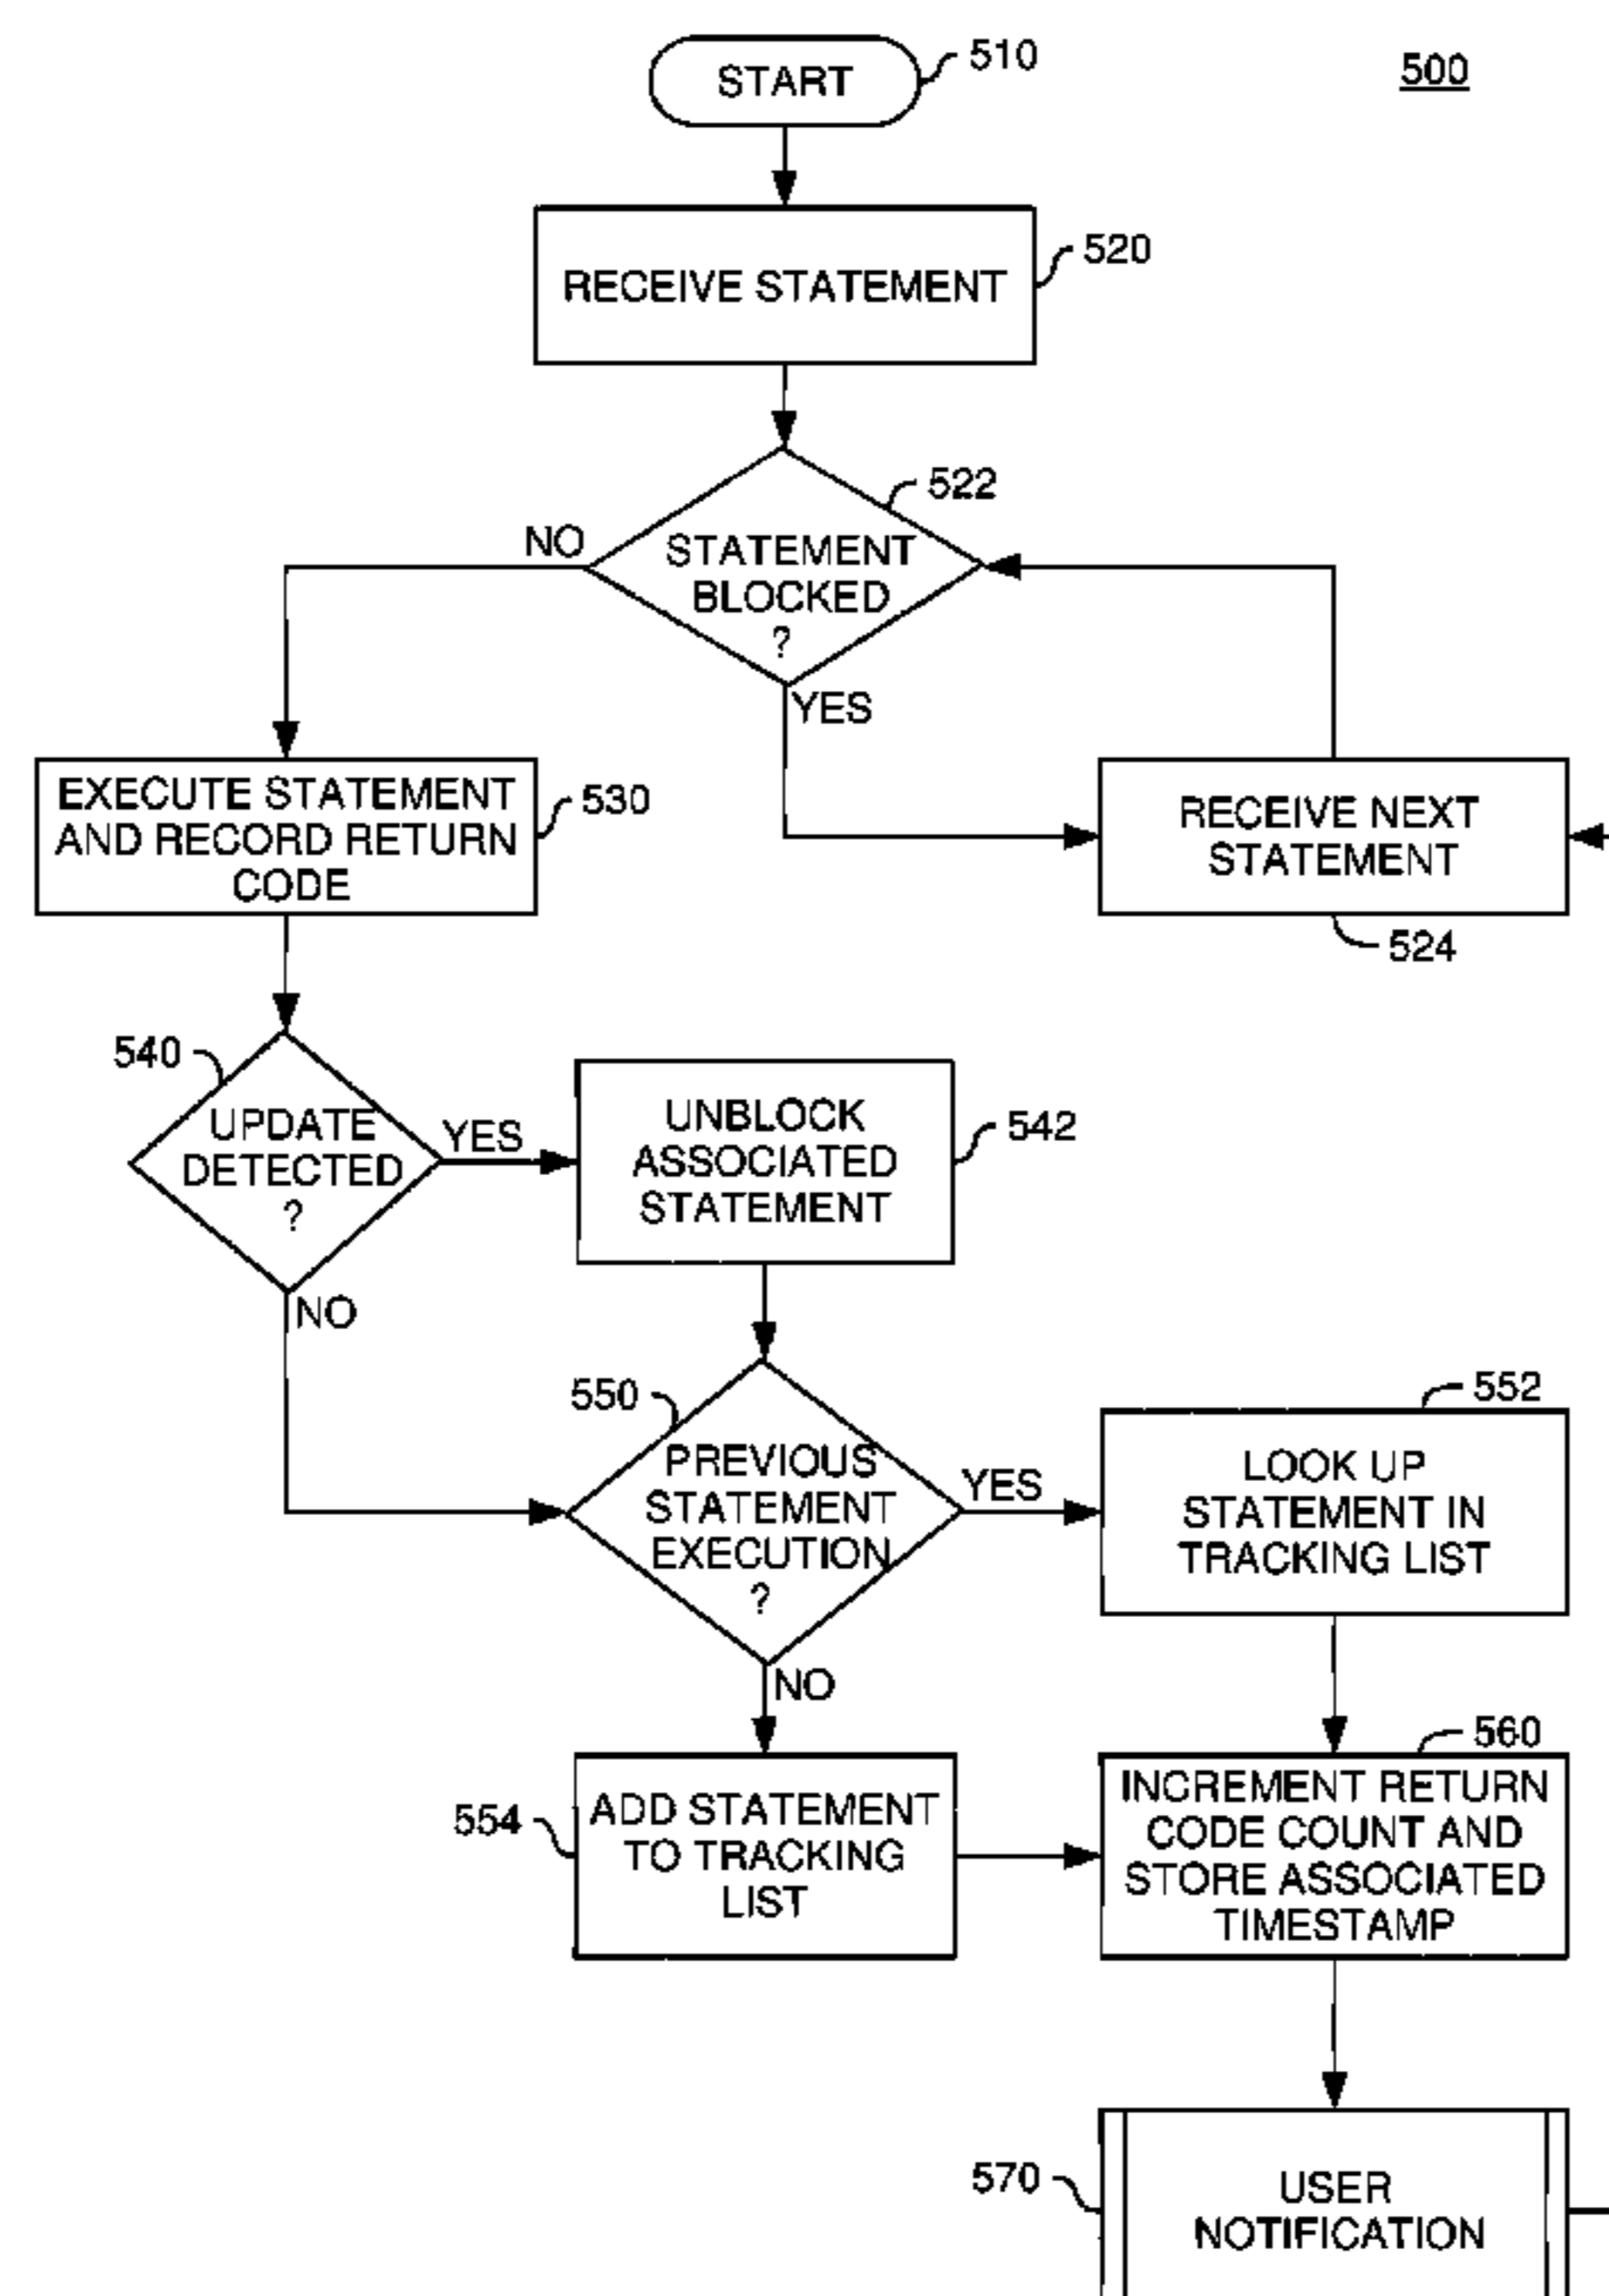 START
510
500
RECEIVE STATEMENT
520
522
STATEMENT
BLOCKED
?
NO
YES
EXECUTE STATEMENT
AND RECORD RETURN
CODE
530
RECEIVE NEXT
STATEMENT
524
540
UPDATE
DETECTED
?
YES
NO
UNBLOCK
ASSOCIATED
STATEMENT
542
550
PREVIOUS
STATEMENT
EXECUTION
?
YES
NO
552
LOOK UP
STATEMENT IN
TRACKING LIST
554
ADD STATEMENT
TO TRACKING
LIST
560
INCREMENT RETURN
CODE COUNT AND
STORE ASSOCIATED
TIMESTAMP
570
USER
NOTIFICATION